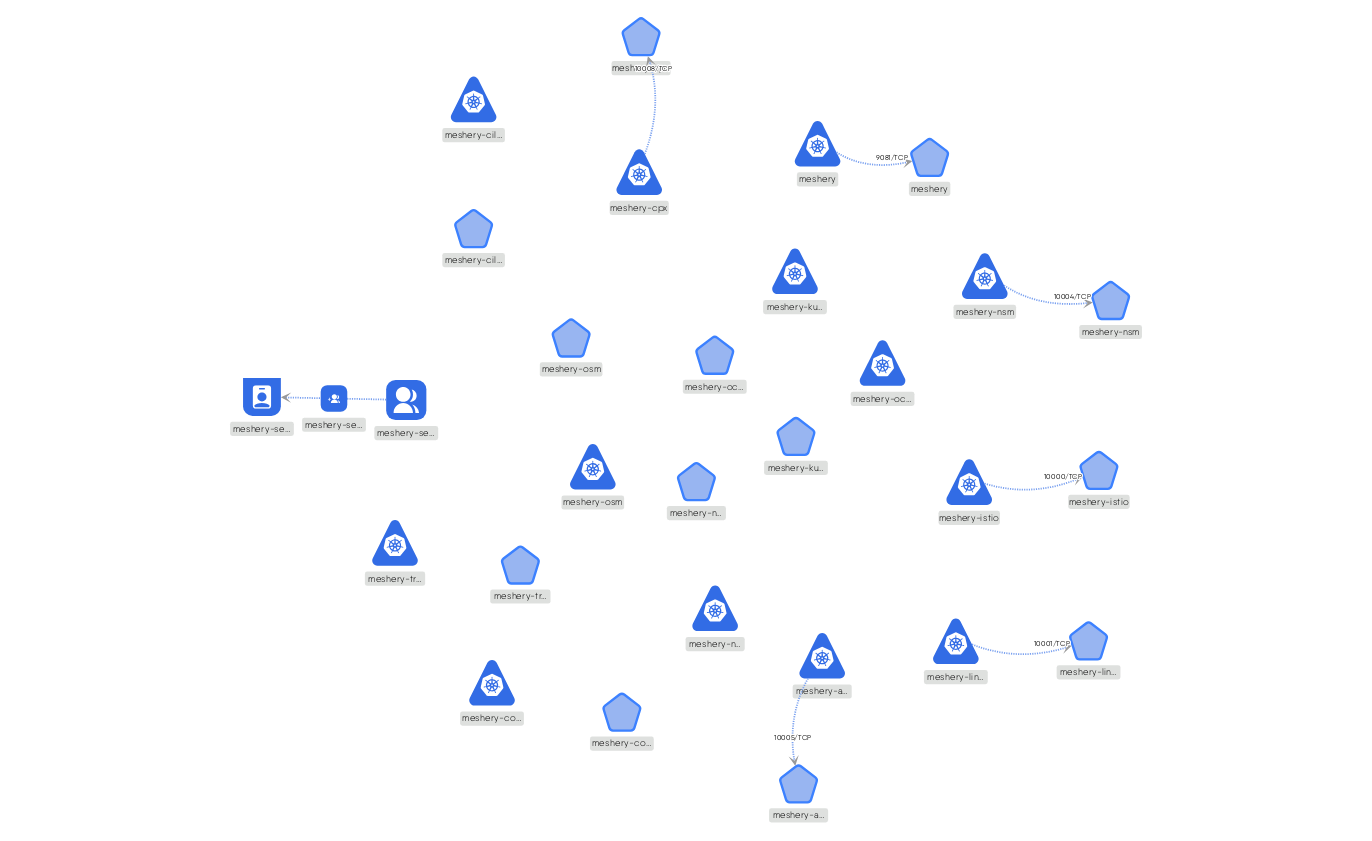 10008/TCP
meshery-cil...
meshery
meshery
9081/TCP
meshery-cpx
meshery-cil...
meshery-ku...
meshery-nsm
10004/TCP
meshery-nsm
meshery-osm
meshery-oc...
meshery-oc...
meshery-se...
meshery-se...
meshery-se...
meshery-ku...
meshery-osm
meshery-n...
meshery-istio
10000/TCP
meshery-istio
meshery-tr...
meshery-tr...
meshery-n...
meshery-a...
meshery-lin...
10001/TCP
meshery-lin...
meshery-co...
meshery-co...
10005/TCP
meshery-a...